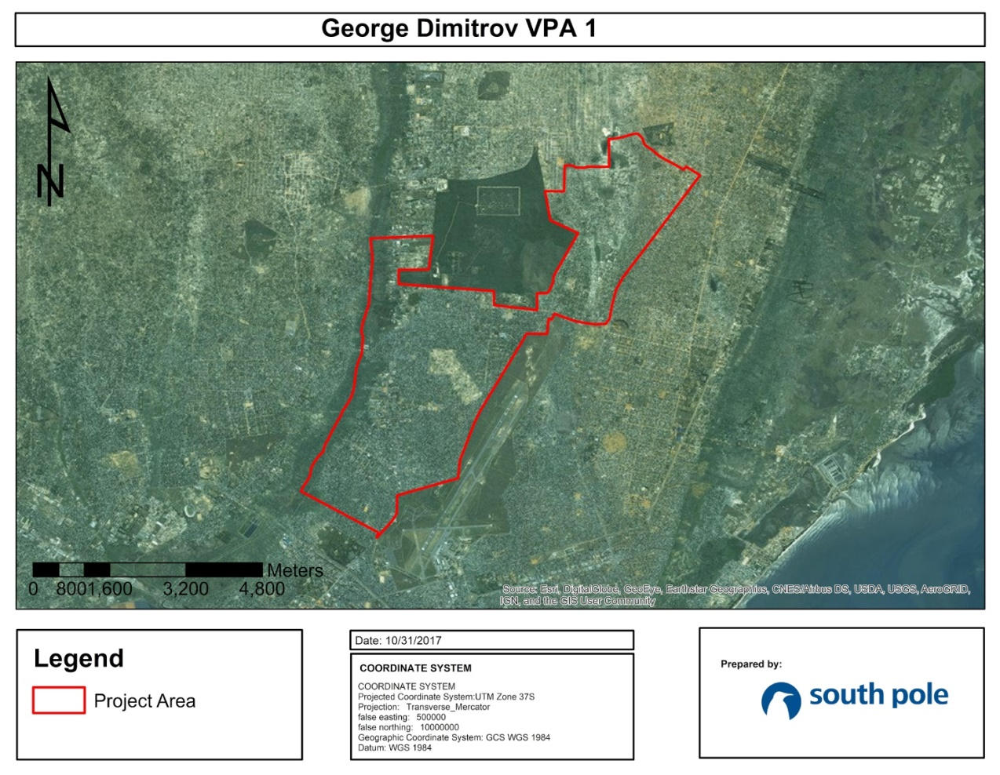 George Dimitrov VPA 1
N
Meters
0 800 1,600 3,200 4,800
Source: Esri, DigitalGlobe, GeoEye, Earthstar Geographics, CNES/Airbus DS, USDA, USGS, AeroGRID,
IGN, and the GIS User Community
Legend
Project Area
Date: 10/31/2017
COORDINATE SYSTEM
COORDINATE SYSTEM
Projected Coordinate System:UTM Zone 37S
Projection: Transverse_Mercator
false easting: 500000
false northing: 10000000
Geographic Coordinate System: GCS WGS 1984
Datum: WGS 1984
Prepared by:
south pole